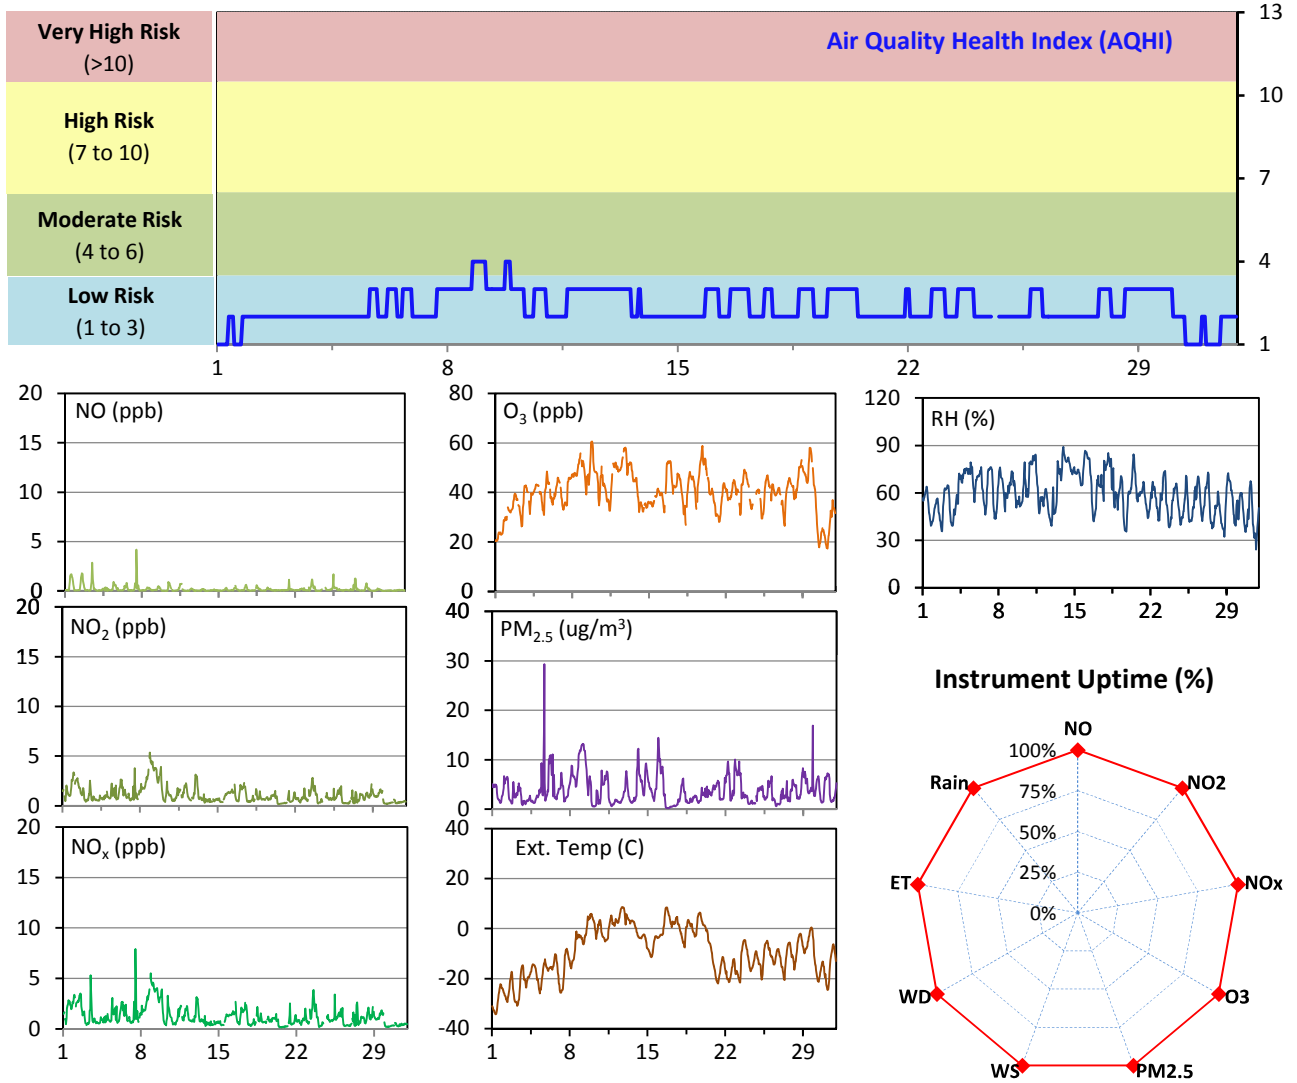 Very High Risk
(>10)
High Risk
(7 to 10)
Moderate Risk
(4 to 6)
Low Risk
(1 to 3)
Air Quality Health Index (AQHI)
13
10
7
4
1
1 8 15 22 29
NO (ppb)
20
15
10
5
0
O3 (ppb)
80
60
40
20
0
RH (%)
120
90
60
30
0
1 8 15 22 29
NO2 (ppb)
20
15
10
5
0
PM2.5 (ug/m³)
40
30
20
10
0
NOx (ppb)
20
15
10
5
0
1 8 15 22 29
Ext. Temp (C)
40
20
0
-20
-40
1 8 15 22 29
Instrument Uptime (%)
NO
100%
75%
50%
25%
0%
NO2
NOx
O3
PM2.5
WS
WD
ET
Rain